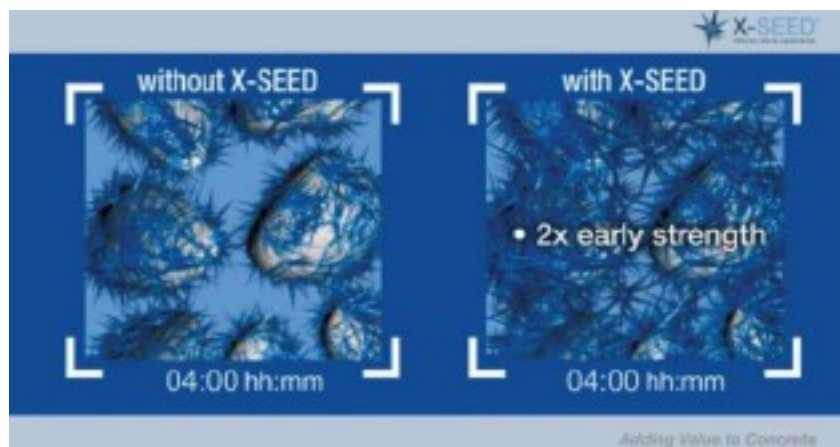 X-SEED
without X-SEED
with X-SEED
• 2x early strength
04:00 hh:mm
04:00 hh:mm
Adding Value to Concrete